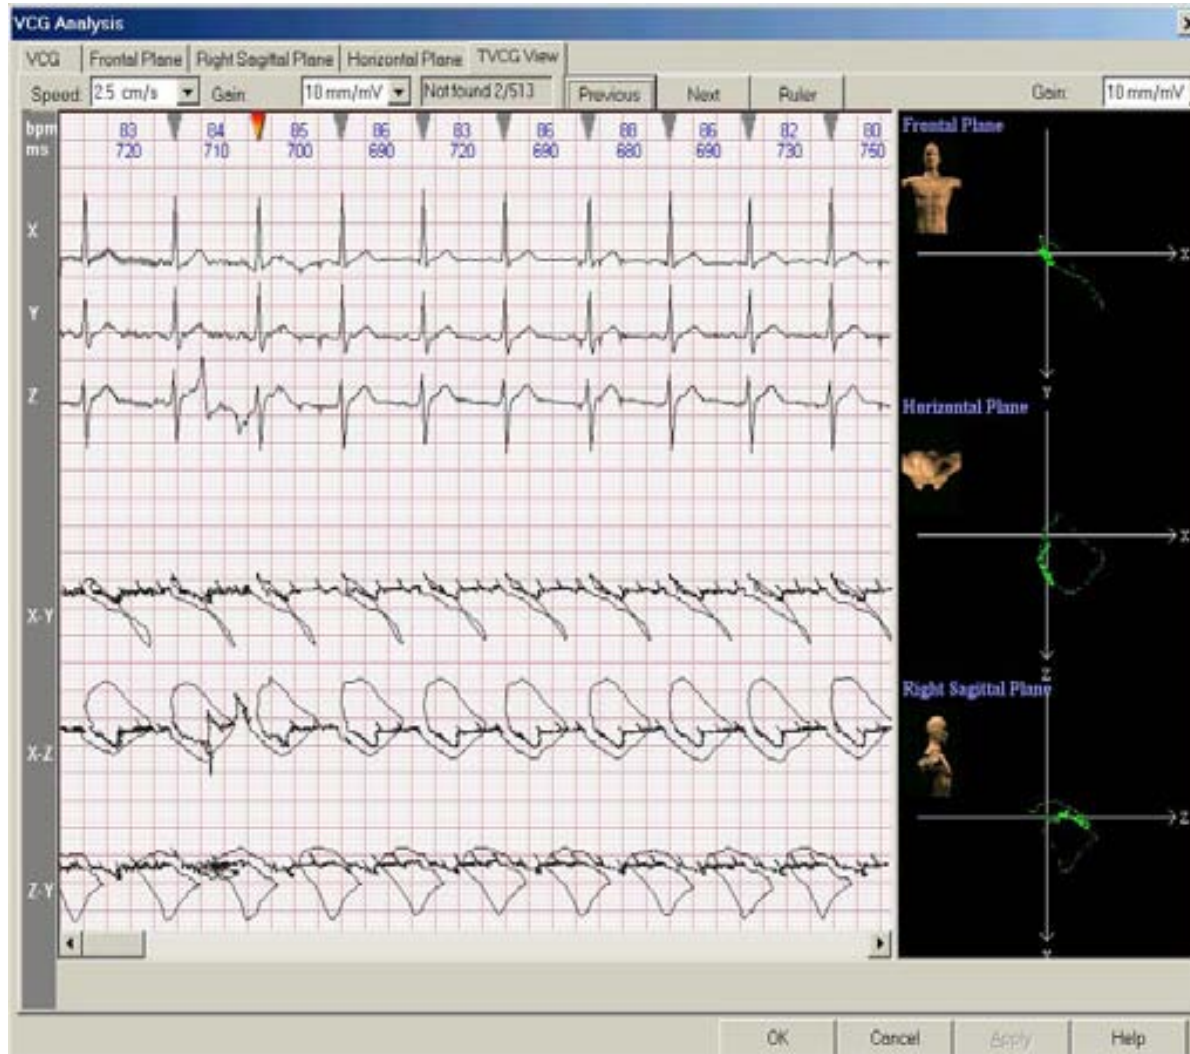 VCG Analysis
VCG Frontal Plane Right Sagittal Plane Horizontal Plane TVCG View
Speed: 2.5 cm/s Gain: 10 mm/mV Not found 2/513 Previous Next Ruler Gain: 10 mm/mV
bpm 83 84 85 86 83 86 88 86 82 80
ms 720 710 700 690 720 690 680 690 730 750
Frontal Plane
X
X
Y
Y
Z
Horizontal Plane
X
X-Y
Z
Right Sagittal Plane
X-Z
Z
Z-Y
Y
OK Cancel Apply Help